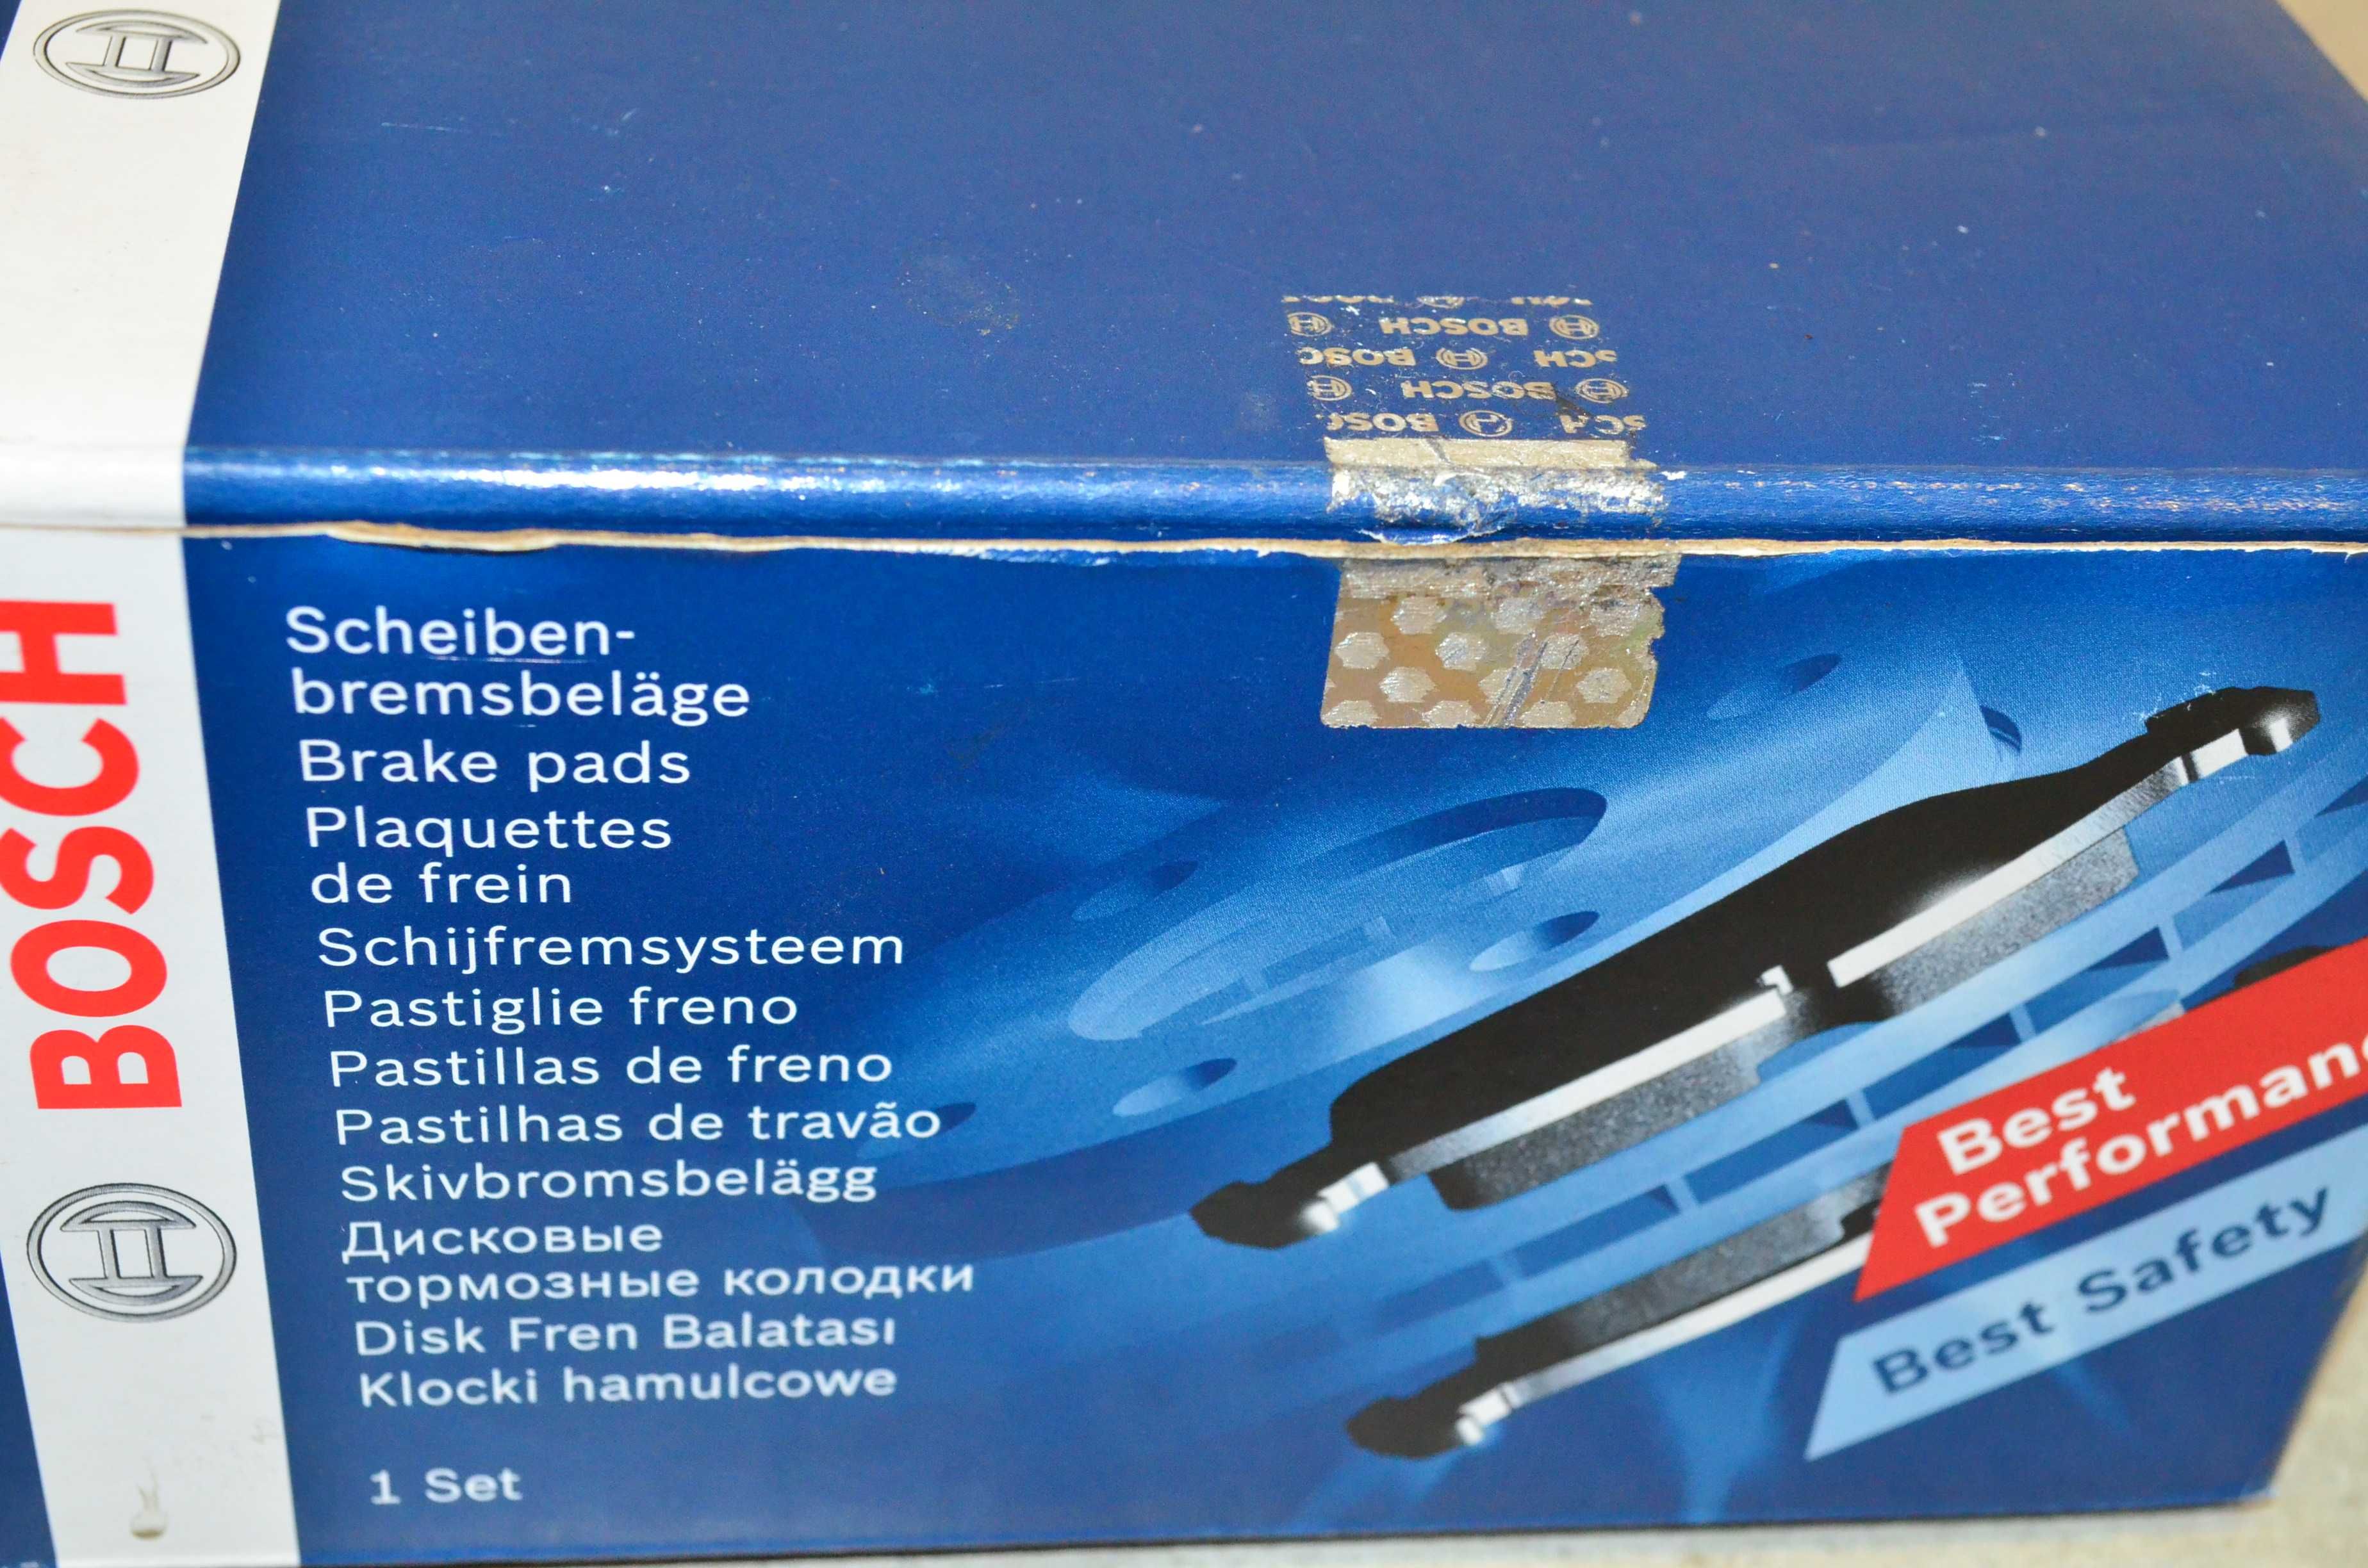 BOSCH
BOSCH
BOSCH
Scheiben-
bremsbeläge
Brake pads
Plaquettes
de frein
Schijfremsysteem
Pastiglie freno
Pastillas de freno
Pastilhas de travão
Skivbromsbelägg
Дисковые
тормозные колодки
Disk Fren Balatası
Klocki hamulcowe
1 Set
Best
Best Safety